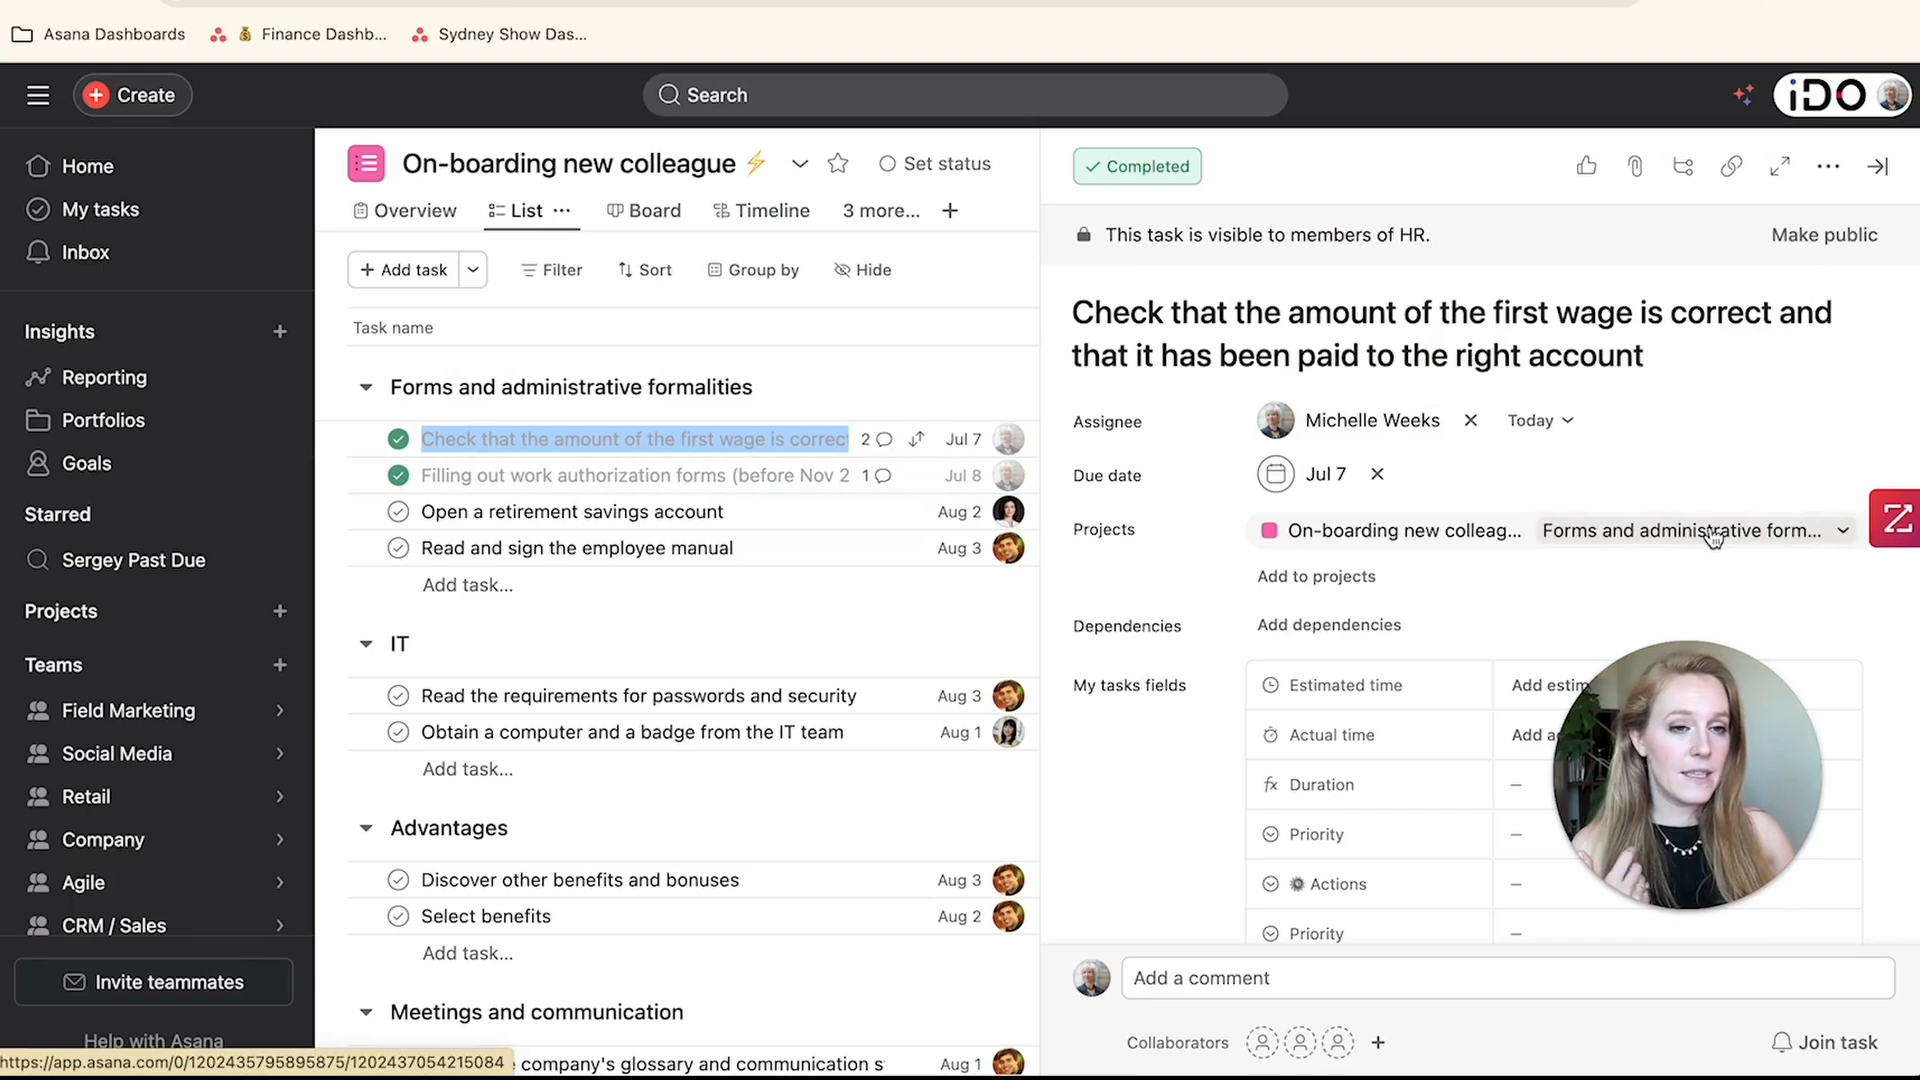 Asana Dashboards
Finance Dashb...
Sydney Show Das...
Create
Search
iDO
Home
My tasks
Inbox
Insights
Reporting
Portfolios
Goals
Starred
Sergey Past Due
Projects
Teams
Field Marketing
Social Media
Retail
Company
Agile
CRM / Sales
Invite teammates
Help with Asana
https://app.asana.com/0/1202435795895875/1202437054215084
On-boarding new colleague
Set status
Overview
List
Board
Timeline
3 more...
Add task
Filter
Sort
Group by
Hide
Task name
Forms and administrative formalities
Check that the amount of the first wage is correct 2 Jul 7
Filling out work authorization forms (before Nov 2 1 Jul 8
Open a retirement savings account Aug 2
Read and sign the employee manual Aug 3
Add task...
IT
Read the requirements for passwords and security Aug 3
Obtain a computer and a badge from the IT team Aug 1
Add task...
Advantages
Discover other benefits and bonuses Aug 3
Select benefits Aug 2
Add task...
Meetings and communication
company's glossary and communication s Aug 1
Completed
This task is visible to members of HR.
Make public
Check that the amount of the first wage is correct and
that it has been paid to the right account
Assignee Michelle Weeks Today
Due date Jul 7
Projects On-boarding new colleag... Forms and administrative form...
Add to projects
Dependencies Add dependencies
My tasks fields
Estimated time Add estim
Actual time Add a
Duration —
Priority —
Actions —
Priority —
Add a comment
Collaborators
Join task